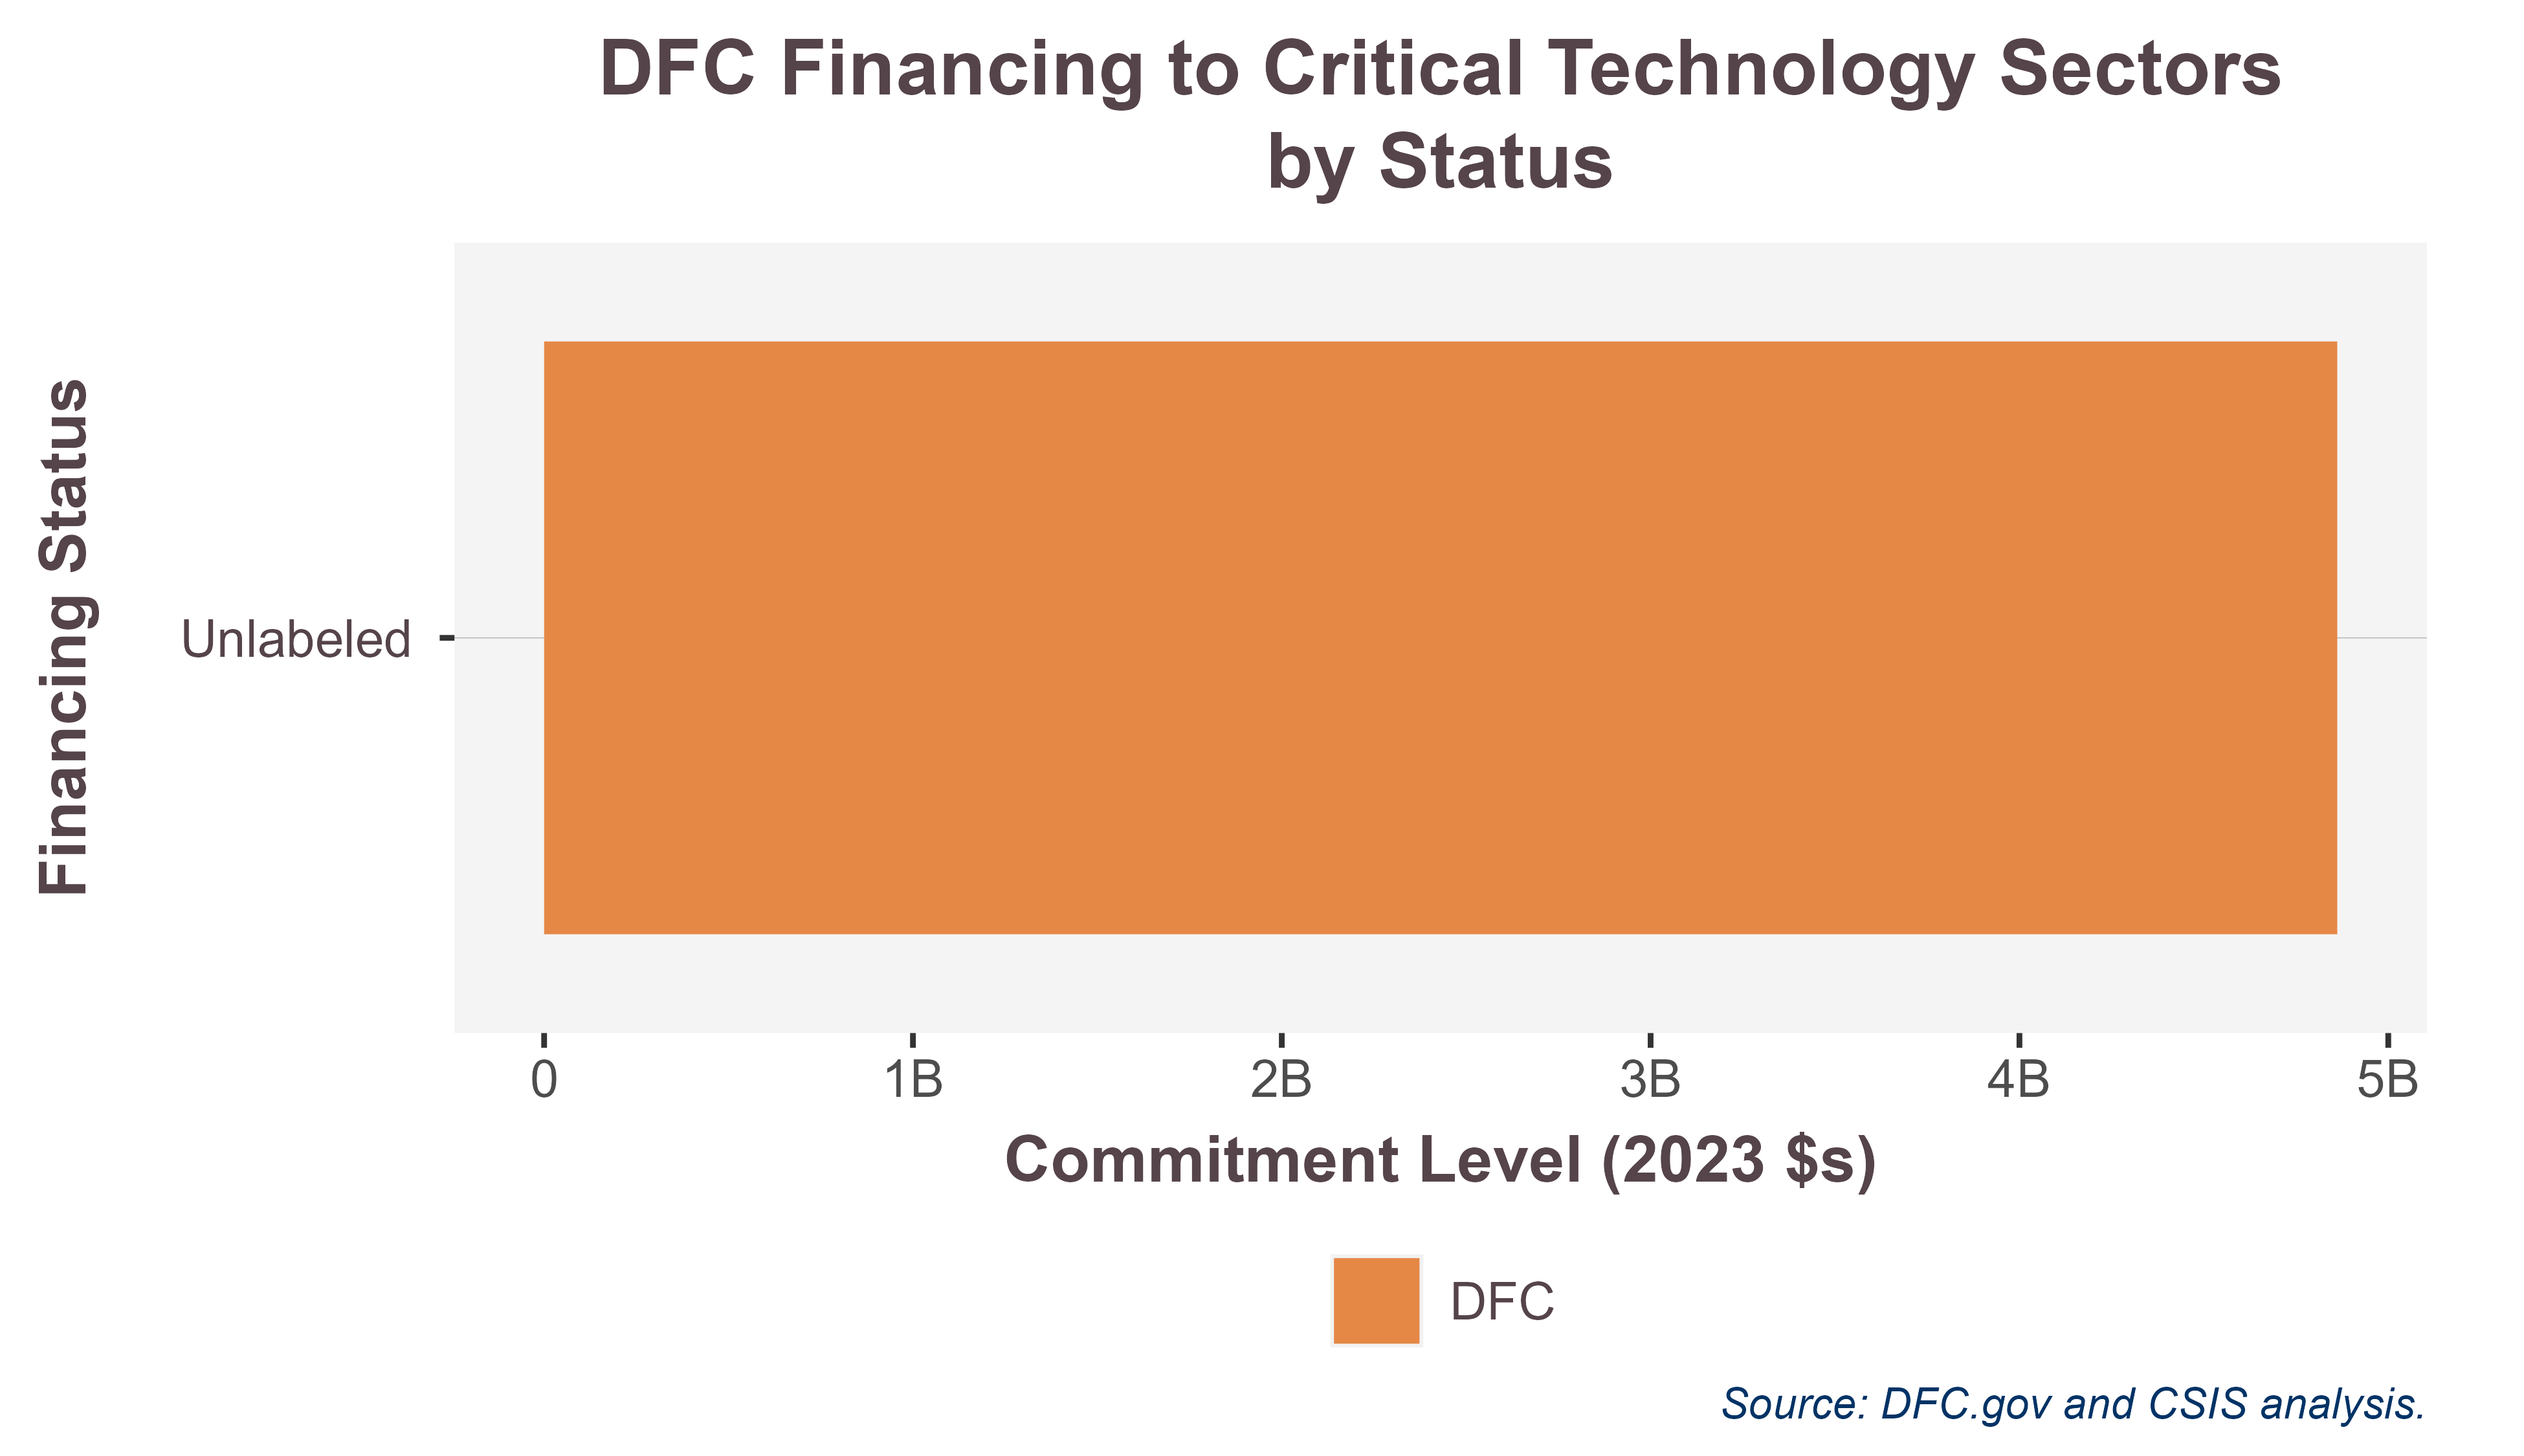 DFC Financing to Critical Technology Sectors
by Status
Financing Status
Unlabeled
0
1B
2B
3B
4B
5B
Commitment Level (2023 $s)
DFC
Source: DFC.gov and CSIS analysis.